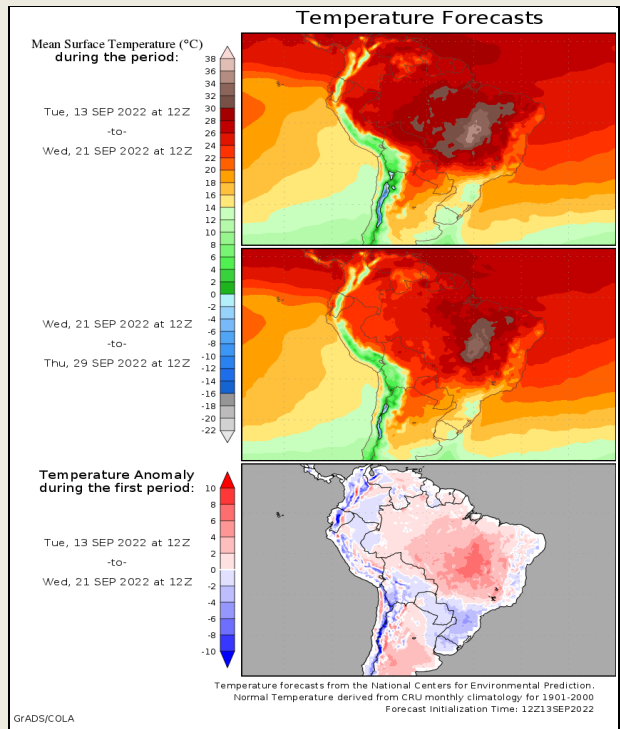 Temperature Forecasts
Mean Surface Temperature (°C)
during the period:
Tue, 13 SEP 2022 at 12Z
-to-
Wed, 21 SEP 2022 at 12Z
38
36
34
32
30
28
26
24
22
20
18
16
14
12
10
8
6
4
2
0
-2
-4
-6
-8
-10
-12
-14
-16
-18
-20
-22
Wed, 21 SEP 2022 at 12Z
-to-
Thu, 29 SEP 2022 at 12Z
Temperature Anomaly
during the first period:
Tue, 13 SEP 2022 at 12Z
-to-
Wed, 21 SEP 2022 at 12Z
10
8
6
4
2
0
-2
-4
-6
-8
-10
Temperature forecasts from the National Centers for Environmental Prediction.
Normal Temperature derived from CRU monthly climatology for 1901-2000
Forecast Initialization Time: 12Z13SEP2022
GrADS/COLA